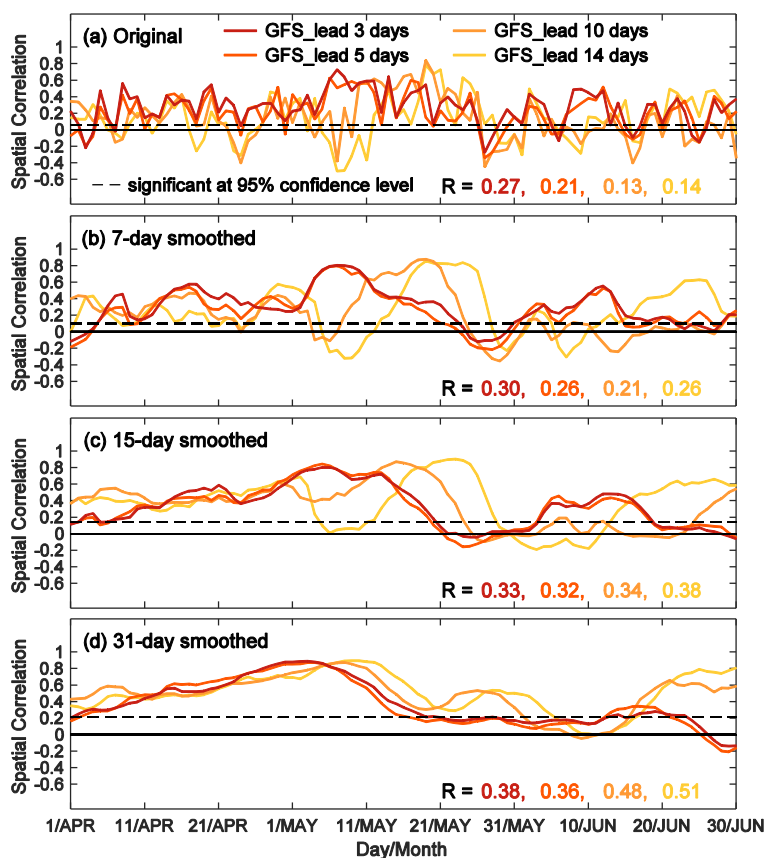 (a) Original
GFS_lead 3 days
GFS_lead 10 days
GFS_lead 5 days
GFS_lead 14 days
Spatial Correlation
1
0.8
0.6
0.4
0.2
0
-0.2
-0.4
-0.6
significant at 95% confidence level
R = 0.27, 0.21, 0.13, 0.14
(b) 7-day smoothed
Spatial Correlation
1
0.8
0.6
0.4
0.2
0
-0.2
-0.4
-0.6
R = 0.30, 0.26, 0.21, 0.26
(c) 15-day smoothed
Spatial Correlation
1
0.8
0.6
0.4
0.2
0
-0.2
-0.4
-0.6
R = 0.33, 0.32, 0.34, 0.38
(d) 31-day smoothed
Spatial Correlation
1
0.8
0.6
0.4
0.2
0
-0.2
-0.4
-0.6
R = 0.38, 0.36, 0.48, 0.51
1/APR 11/APR 21/APR 1/MAY 11/MAY 21/MAY 31/MAY 10/JUN 20/JUN 30/JUN
Day/Month